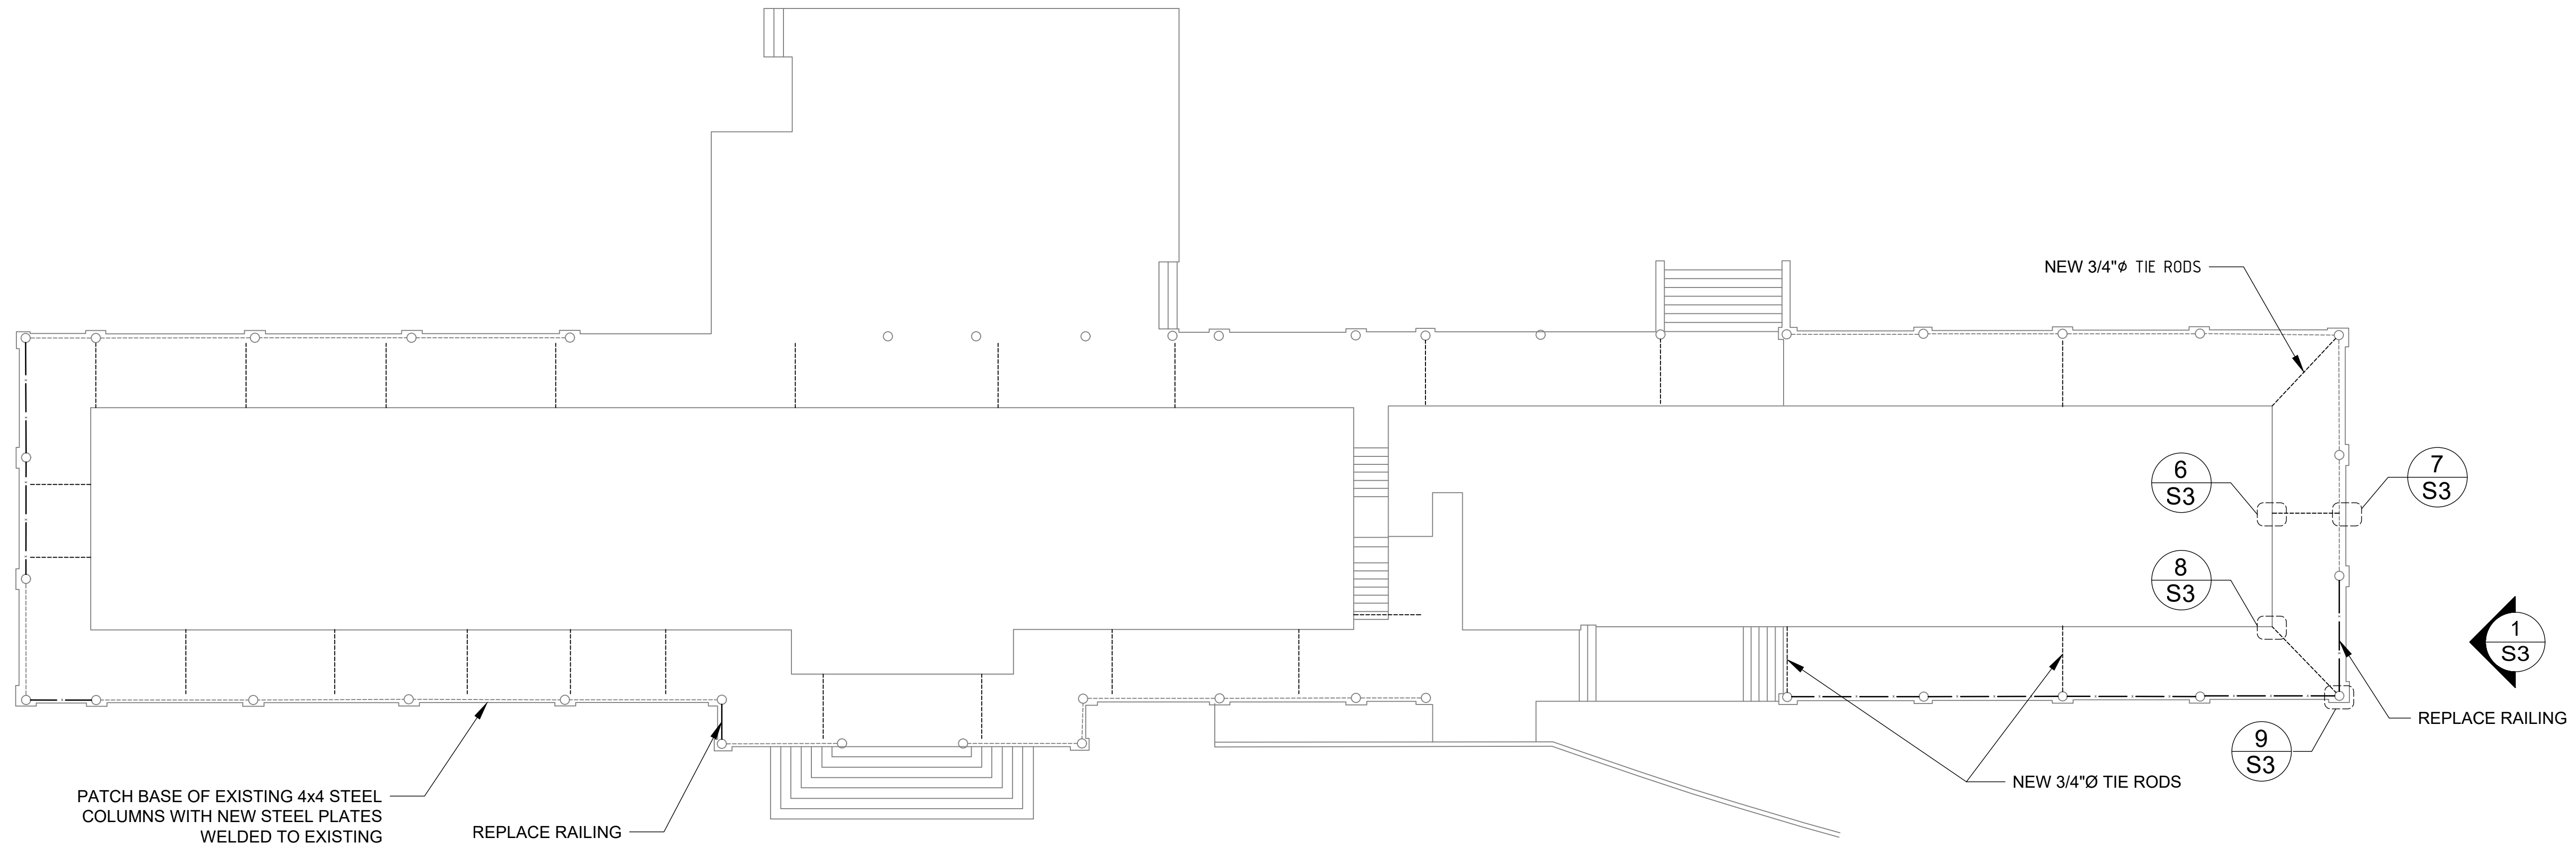 NEW 3/4"ø TIE RODS
6
S3
7
S3
8
S3
1
S3
9
S3
REPLACE RAILING
NEW 3/4"Ø TIE RODS
PATCH BASE OF EXISTING 4x4 STEEL
COLUMNS WITH NEW STEEL PLATES
WELDED TO EXISTING
REPLACE RAILING